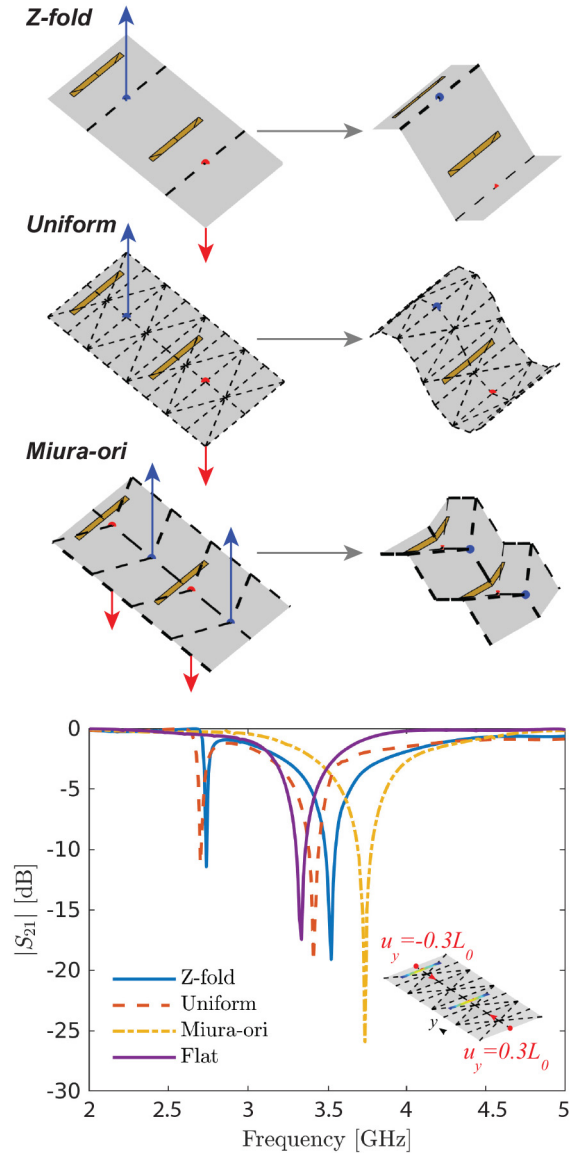 Z-fold
Uniform
Miura-ori
0
-5
-10
-15
-20
-25
-30
|S21| [dB]
Z-fold
Uniform
Miura-ori
Flat
u_y=-0.3L_0
y
u_y=0.3L_0
2
2.5
3
3.5
4
4.5
5
Frequency [GHz]